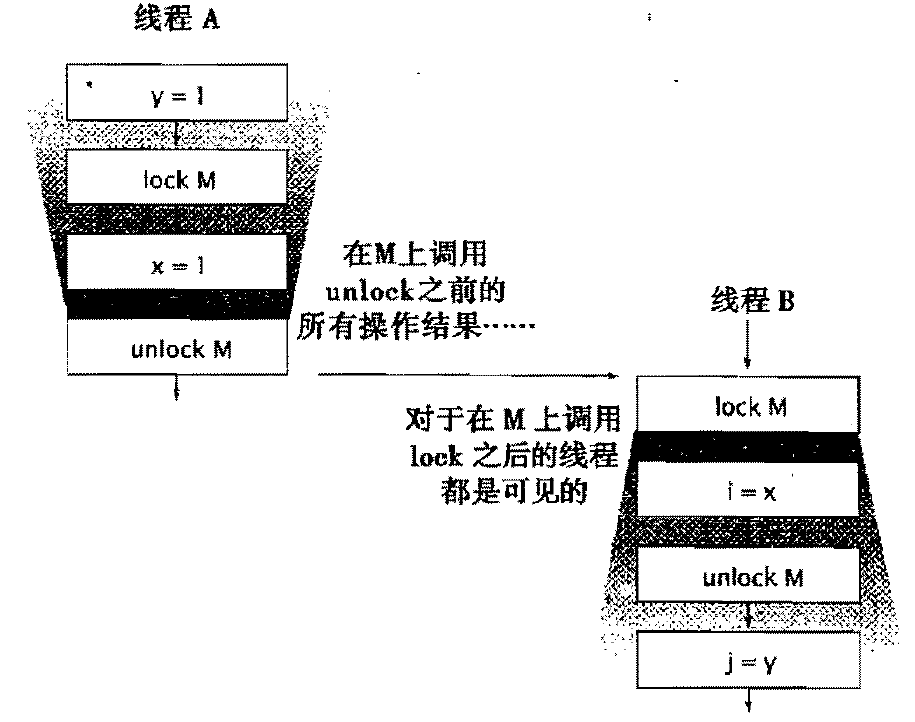 线程 A
y = 1
lock M
x = 1
unlock M
在M上调用
unlock之前的
所有操作结果……
线程 B
对于在 M 上调用
lock 之后的线程
都是可见的
lock M
i = x
unlock M
j = y